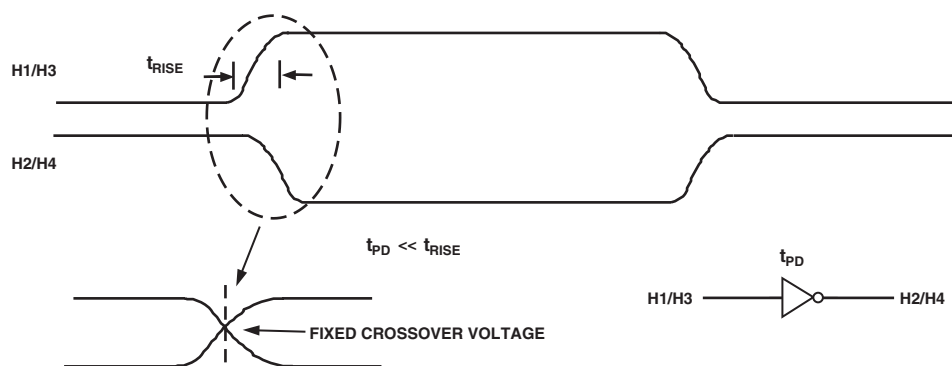 H1/H3
tRISE
H2/H4
tPD << tRISE
tPD
H1/H3
H2/H4
FIXED CROSSOVER VOLTAGE